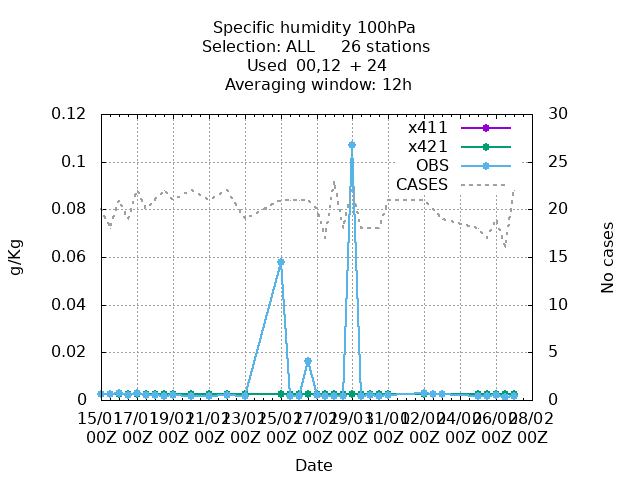 Specific humidity 100hPa
Selection: ALL 26 stations
Used 00,12 + 24
Averaging window: 12h
0.12
0.1
0.08
0.06
0.04
0.02
0
30
25
20
15
10
5
0
x411
x421
OBS
CASES
g/Kg
No cases
15/01 17/01 19/01 21/01 23/01 25/01 27/01 29/01 31/01 02/02 04/02 26/02 28/02
00Z 00Z 00Z 00Z 00Z 00Z 00Z 00Z 00Z 00Z 00Z 00Z 00Z
Date